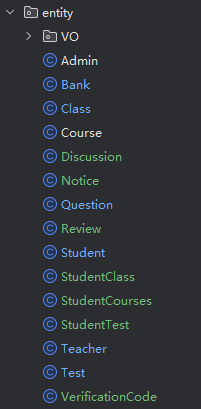 entity
VO
Admin
Bank
Class
Course
Discussion
Notice
Question
Review
Student
StudentClass
StudentCourses
StudentTest
Teacher
Test
VerificationCode